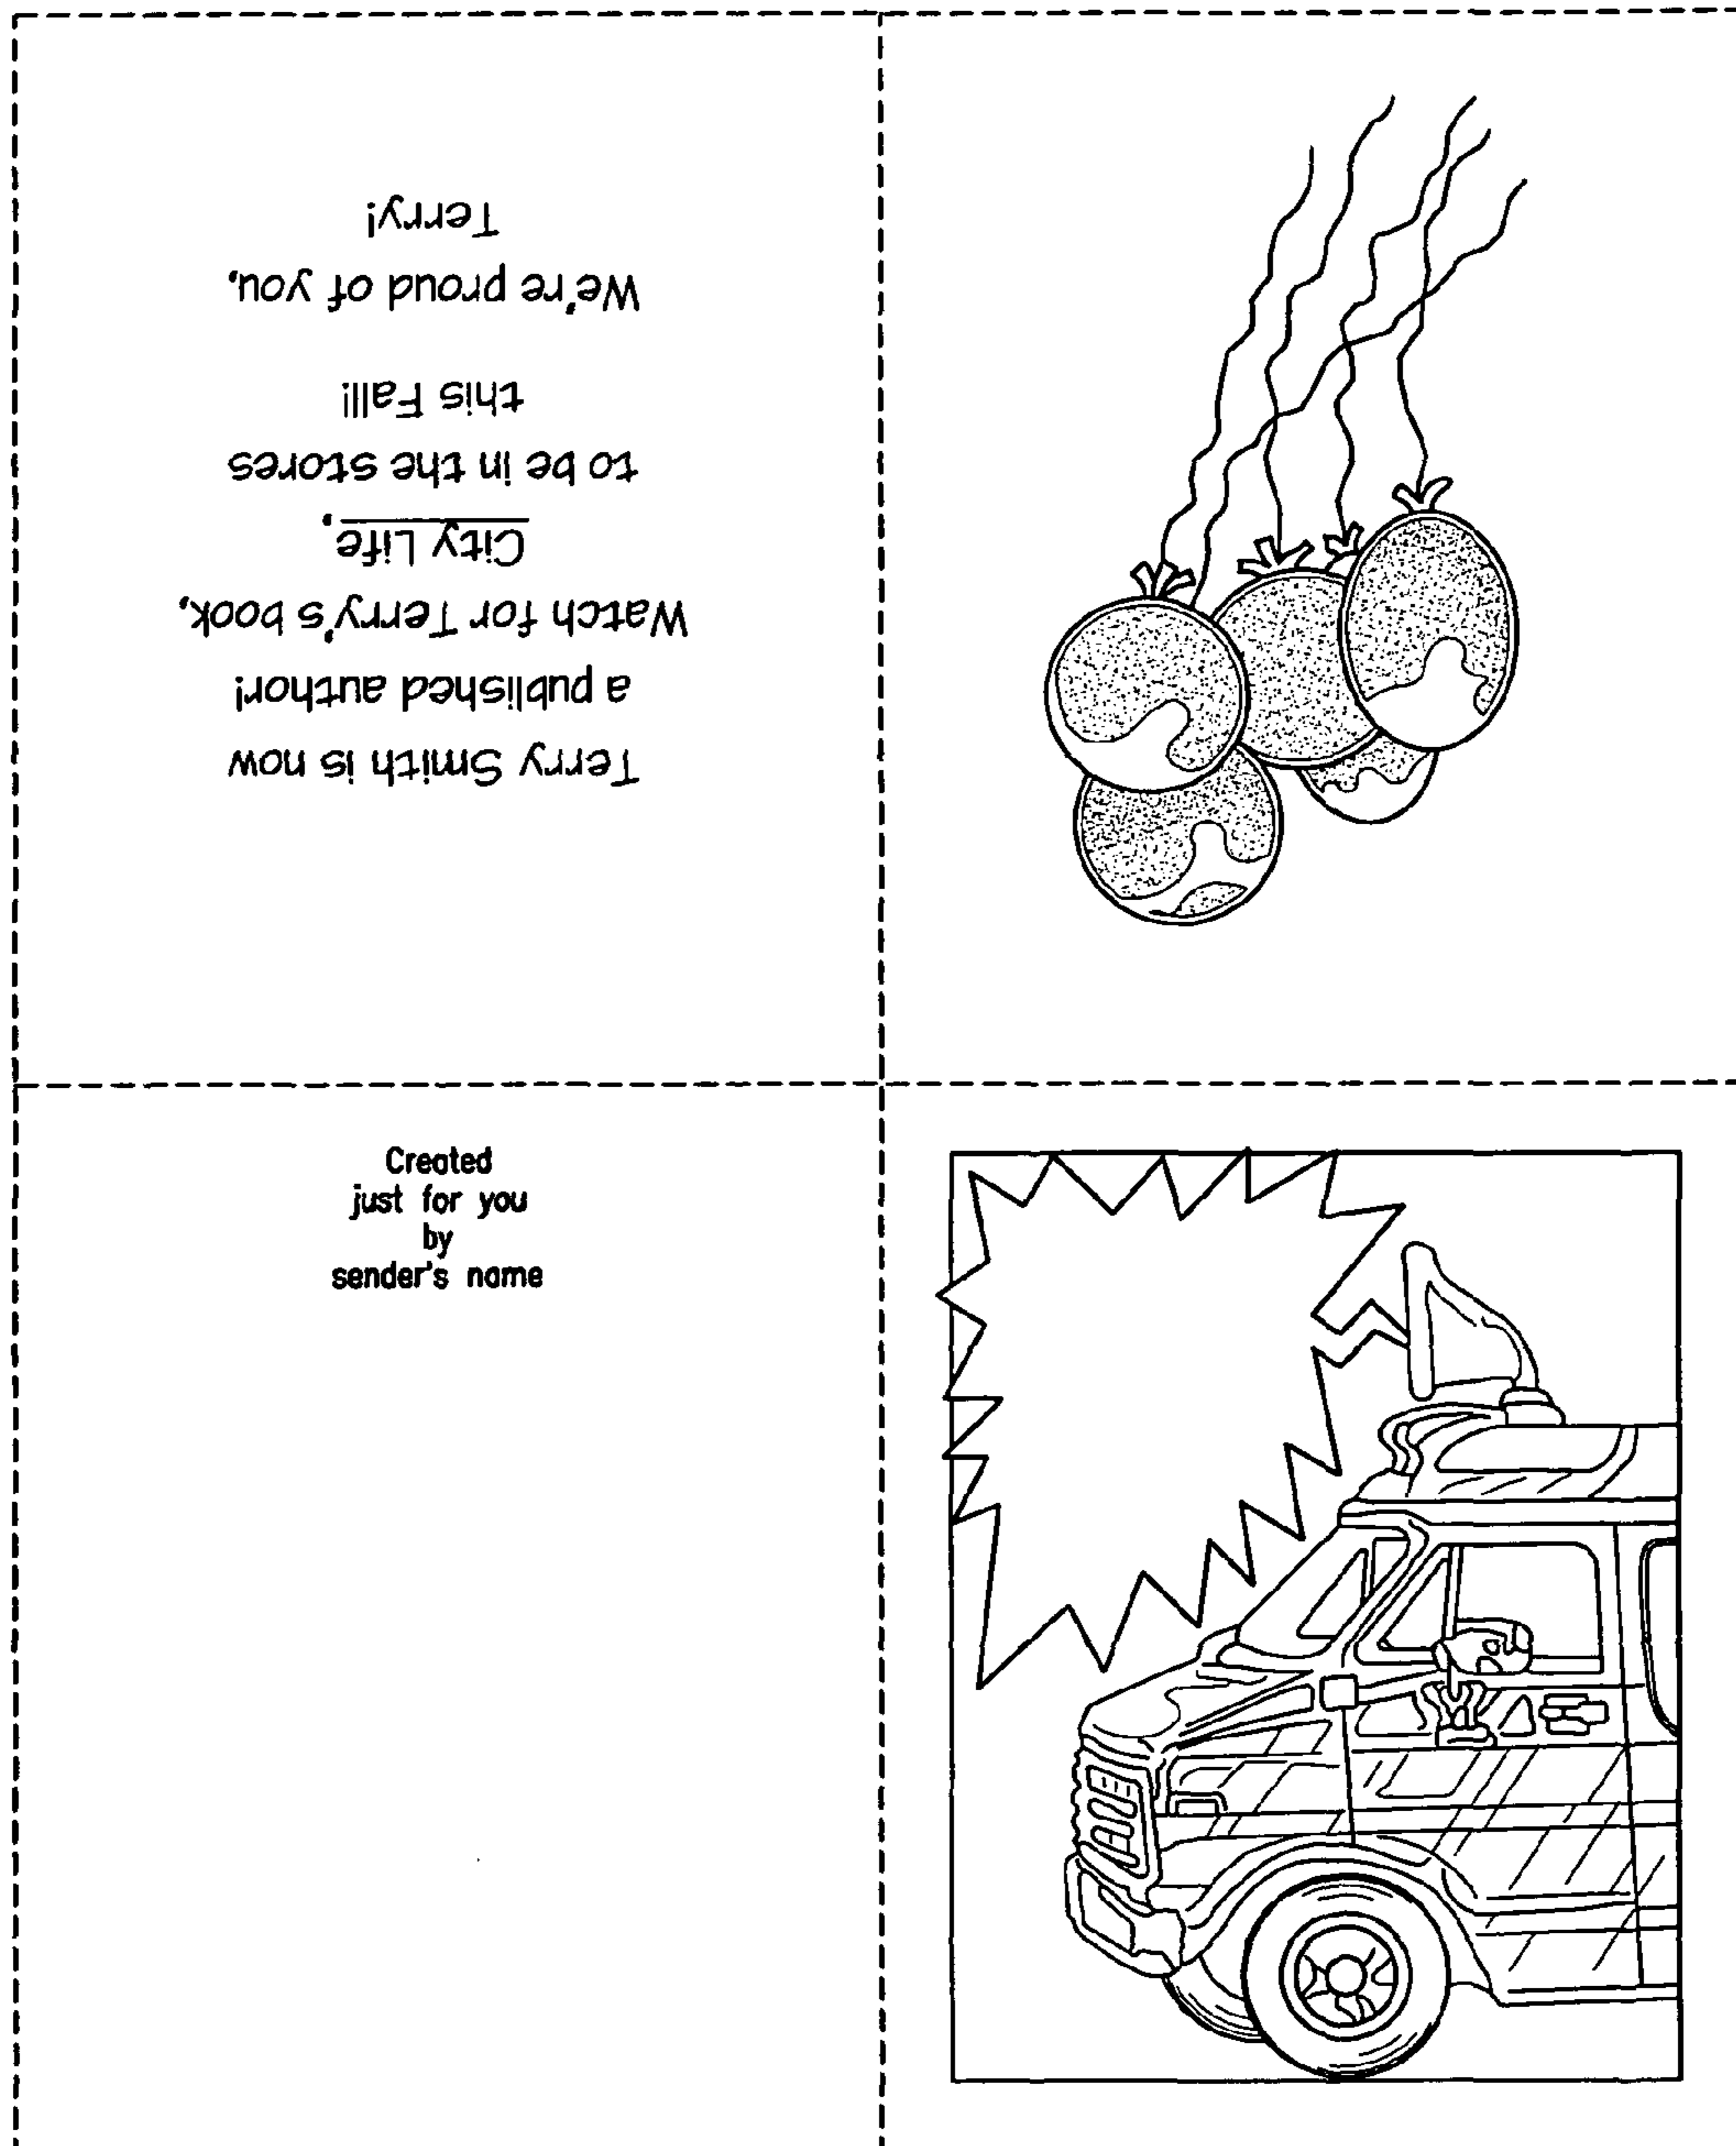 Terry Smith is now
a published author!
Watch for Terry's book,
City Life,
to be in the stores
this Fall!
We're proud of you,
Terry!
Created
just for you
by
sender's name